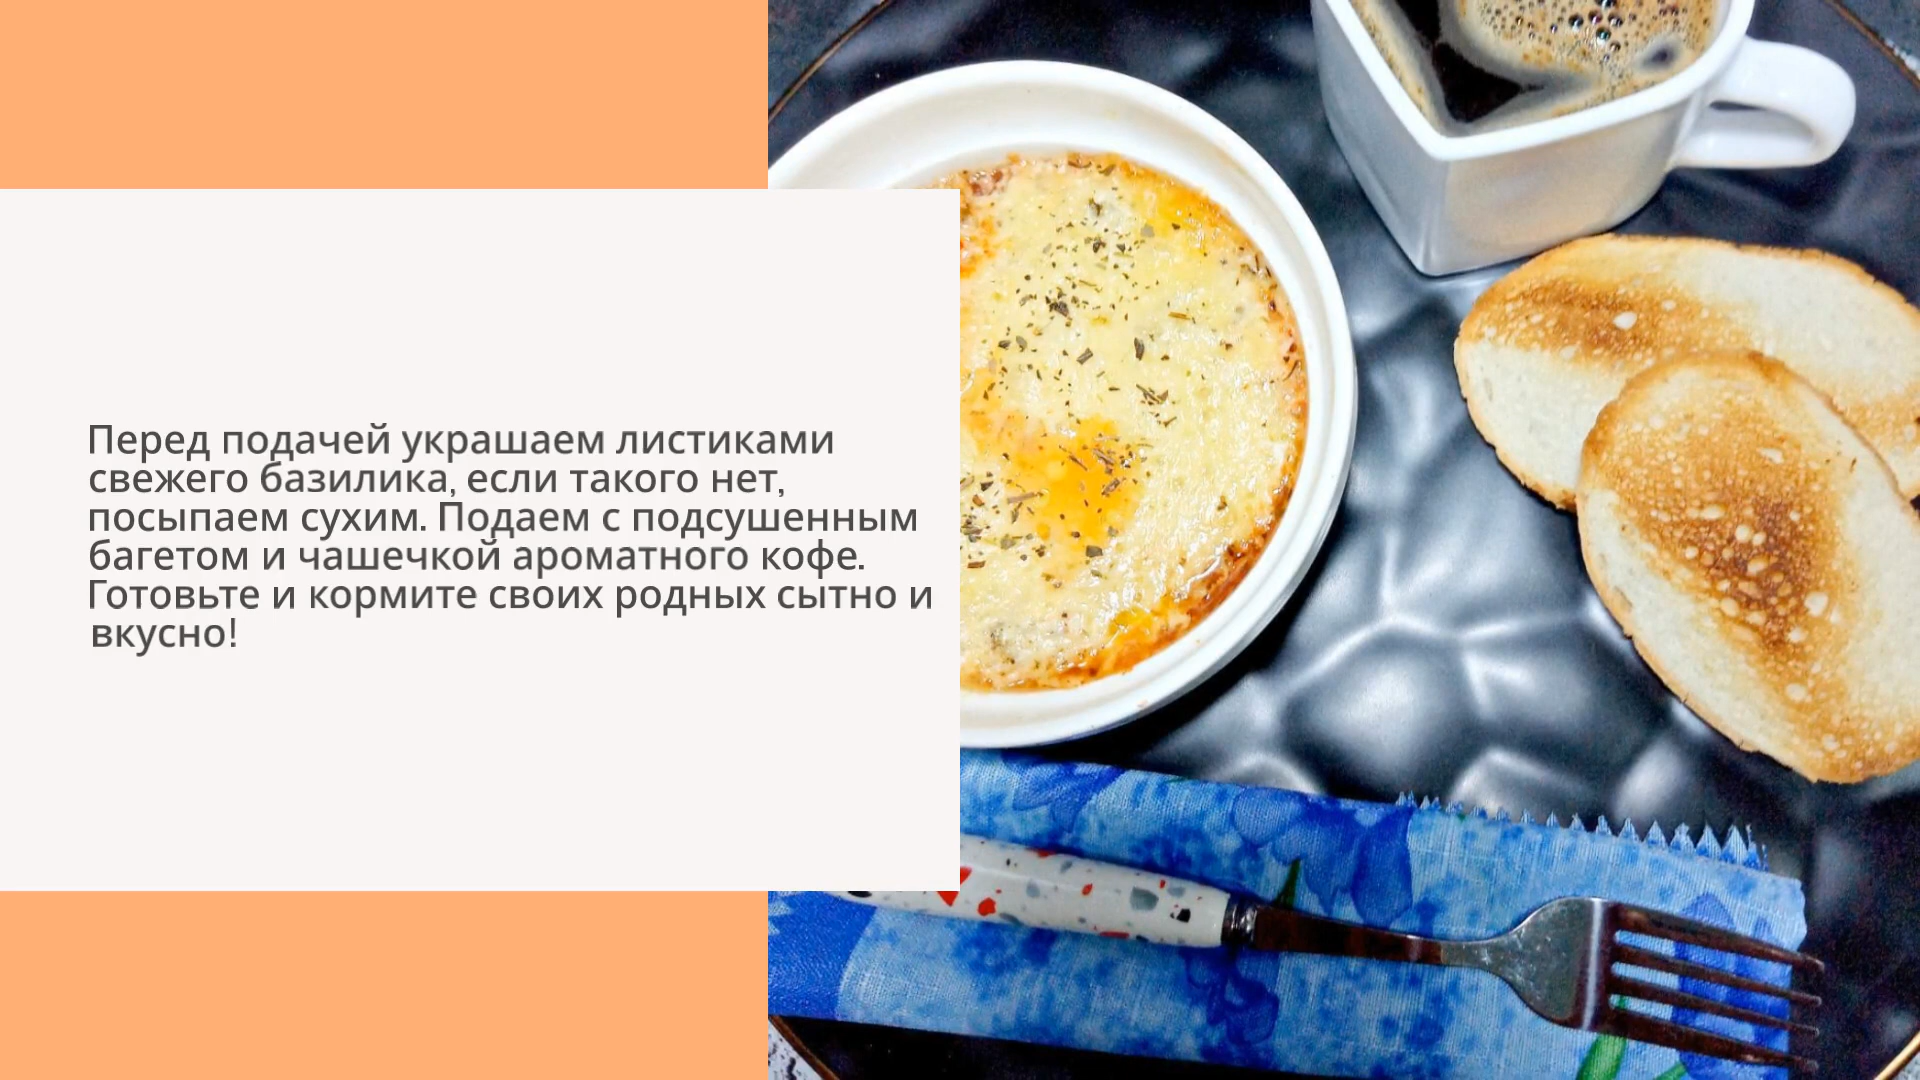 Перед подачей украшаем листиками
свежего базилика, если такого нет,
посыпаем сухим. Подаем с подсушенным
багетом и чашечкой ароматного кофе.
Готовьте и кормите своих родных сытно и
вкусно!